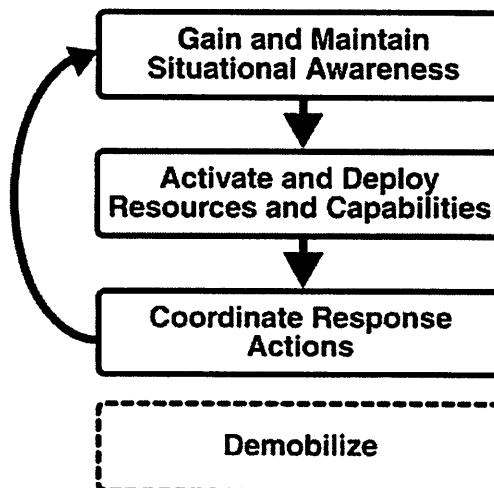 Gain and Maintain
Situational Awareness
Activate and Deploy
Resources and Capabilities
Coordinate Response
Actions
Demobilize